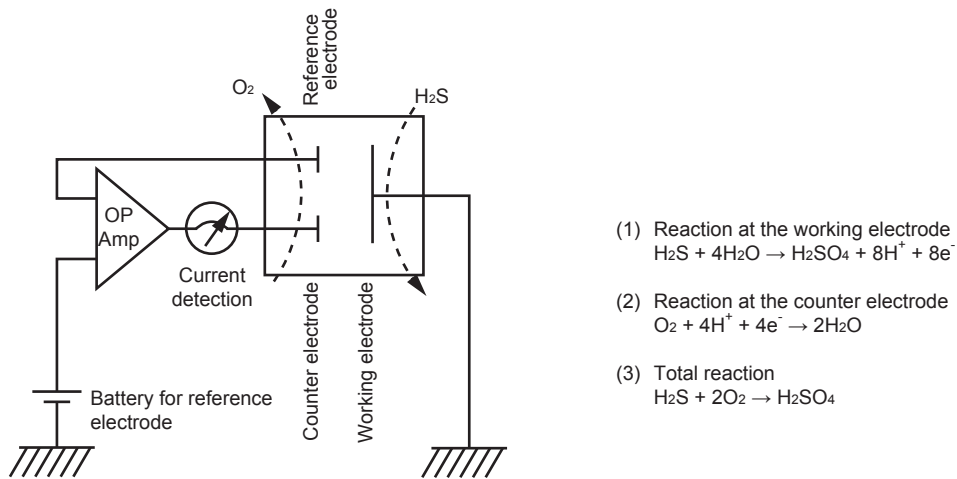 O2
Reference
electrode
H2S
OP
Amp
Current
detection
Counter electrode
Working electrode
Battery for reference
electrode
(1) Reaction at the working electrode
H2S + 4H2O → H2SO4 + 8H⁺ + 8e⁻
(2) Reaction at the counter electrode
O2 + 4H⁺ + 4e⁻ → 2H2O
(3) Total reaction
H2S + 2O2 → H2SO4